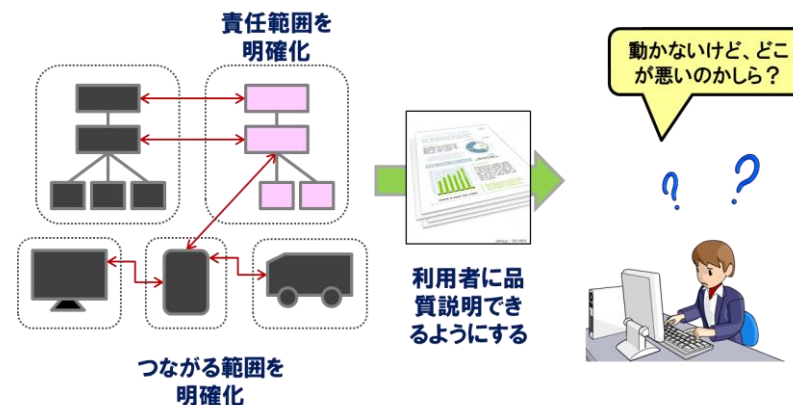 責任範囲を
明確化
動かないけど、どこ
が悪いのかしら？
?
?
利用者に品
質説明でき
るようにする
つながる範囲を
明確化